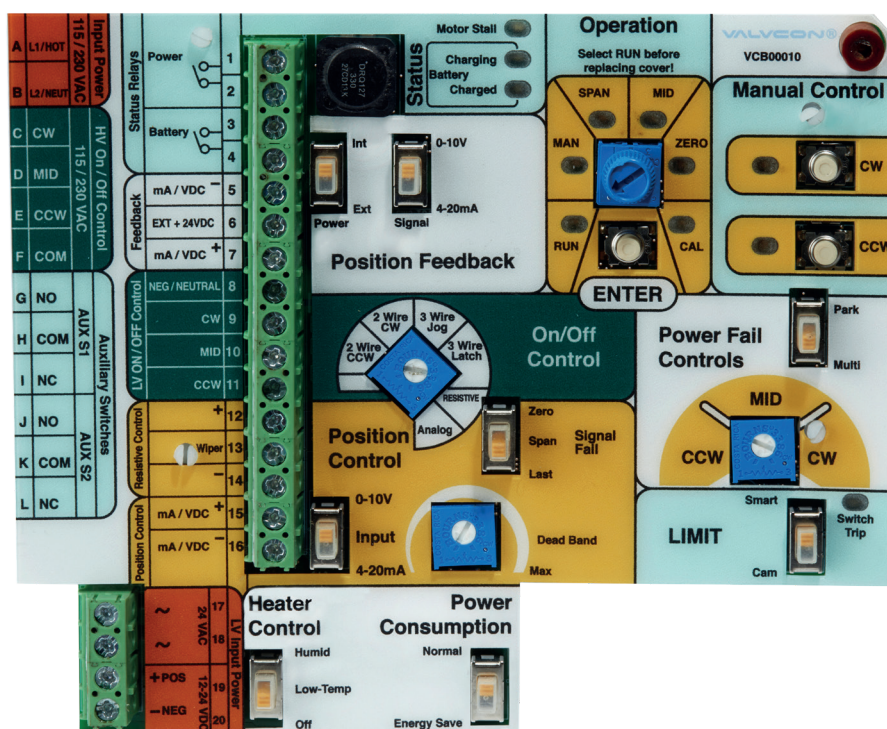 A
L1/HOT
B
L2/NEUT
Input Power
115 / 230 VAC
C
CW
D
MID
E
CCW
F
COM
HV On / Off Control
115 / 230 VAC
G
NO
H
COM
I
NC
J
NO
K
COM
L
NC
AUX S1
AUX S2
Auxiliary Switches
Status Relays
Power
1
2
Battery
3
4
Feedback
mA / VDC −
5
EXT + 24VDC
6
mA / VDC +
7
LV ON / OFF Control
NEG / NEUTRAL
8
CW
9
MID
10
CCW
11
Resistive Control
+
12
Wiper
13
−
14
Position Control
mA / VDC +
15
mA / VDC −
16
DRQ127
330
Status
Motor Stall
Charging
Battery
Charged
Int
Ext
Power
0-10V
4-20mA
Signal
Position Feedback
Operation
Select RUN before
replacing cover!
SPAN
MID
MAN
ZERO
RUN
CAL
ENTER
VALVCON®
VCB00010
Manual Control
CW
CCW
2 Wire
CCW
2 Wire
CW
3 Wire
Jog
3 Wire
Latch
RESISTIVE
Analog
On/Off
Control
Position
Control
Zero
Span
Last
Signal
Fail
0-10V
Input
4-20mA
Dead Band
Max
Power Fail
Controls
Park
Multi
MID
CCW
CW
LIMIT
Smart
Cam
Switch
Trip
17
24 VAC
18
LV Input Power
+ POS
19
12-24 VDC
− NEG
20
Heater
Control
Humid
Low-Temp
Off
Power
Consumption
Normal
Energy Save